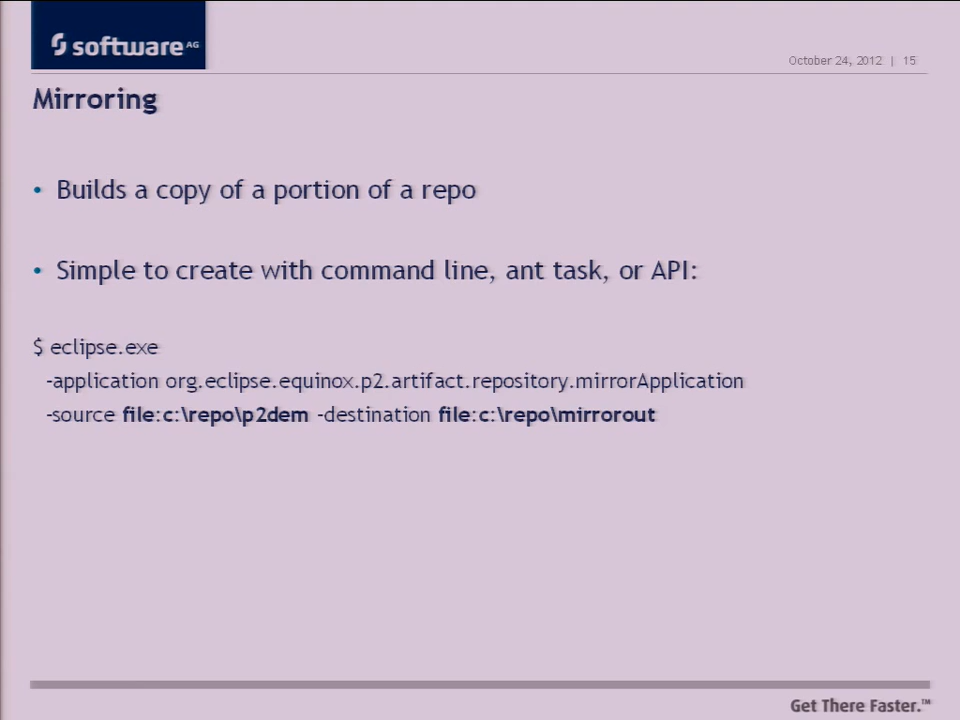 software AG
October 24, 2012 | 15
Mirroring
• Builds a copy of a portion of a repo
• Simple to create with command line, ant task, or API:
$ eclipse.exe
-application org.eclipse.equinox.p2.artifact.repository.mirrorApplication
-source file:c:\repo\p2dem -destination file:c:\repo\mirrorout
Get There Faster.™